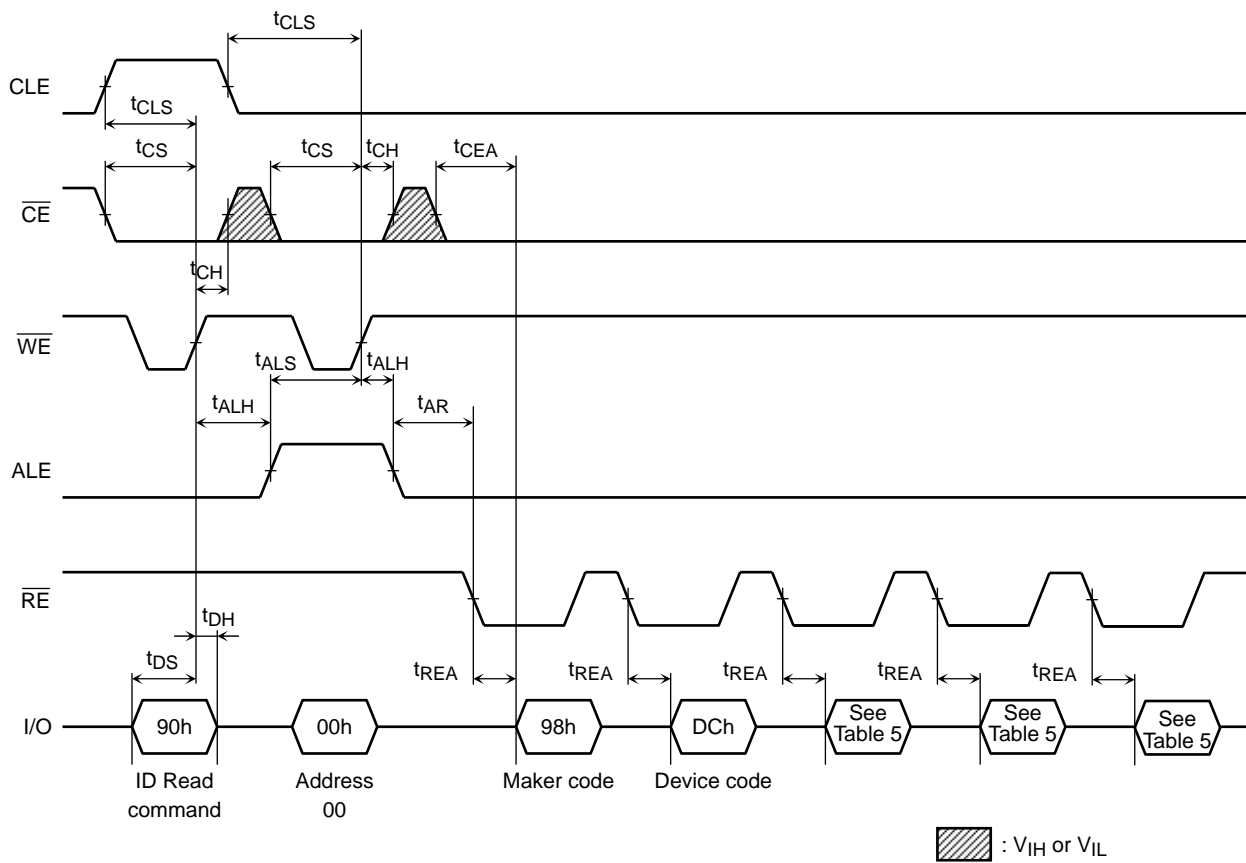 tCLS
CLE
tCLS
tCS
tCS
tCH
tCEA
CE
tCH
WE
tALS
tALH
tALH
tAR
ALE
RE
tDH
tDS
tREA
tREA
tREA
tREA
tREA
I/O
90h
00h
98h
DCh
See
Table 5
See
Table 5
See
Table 5
ID Read
command
Address
00
Maker code
Device code
: VIH or VIL